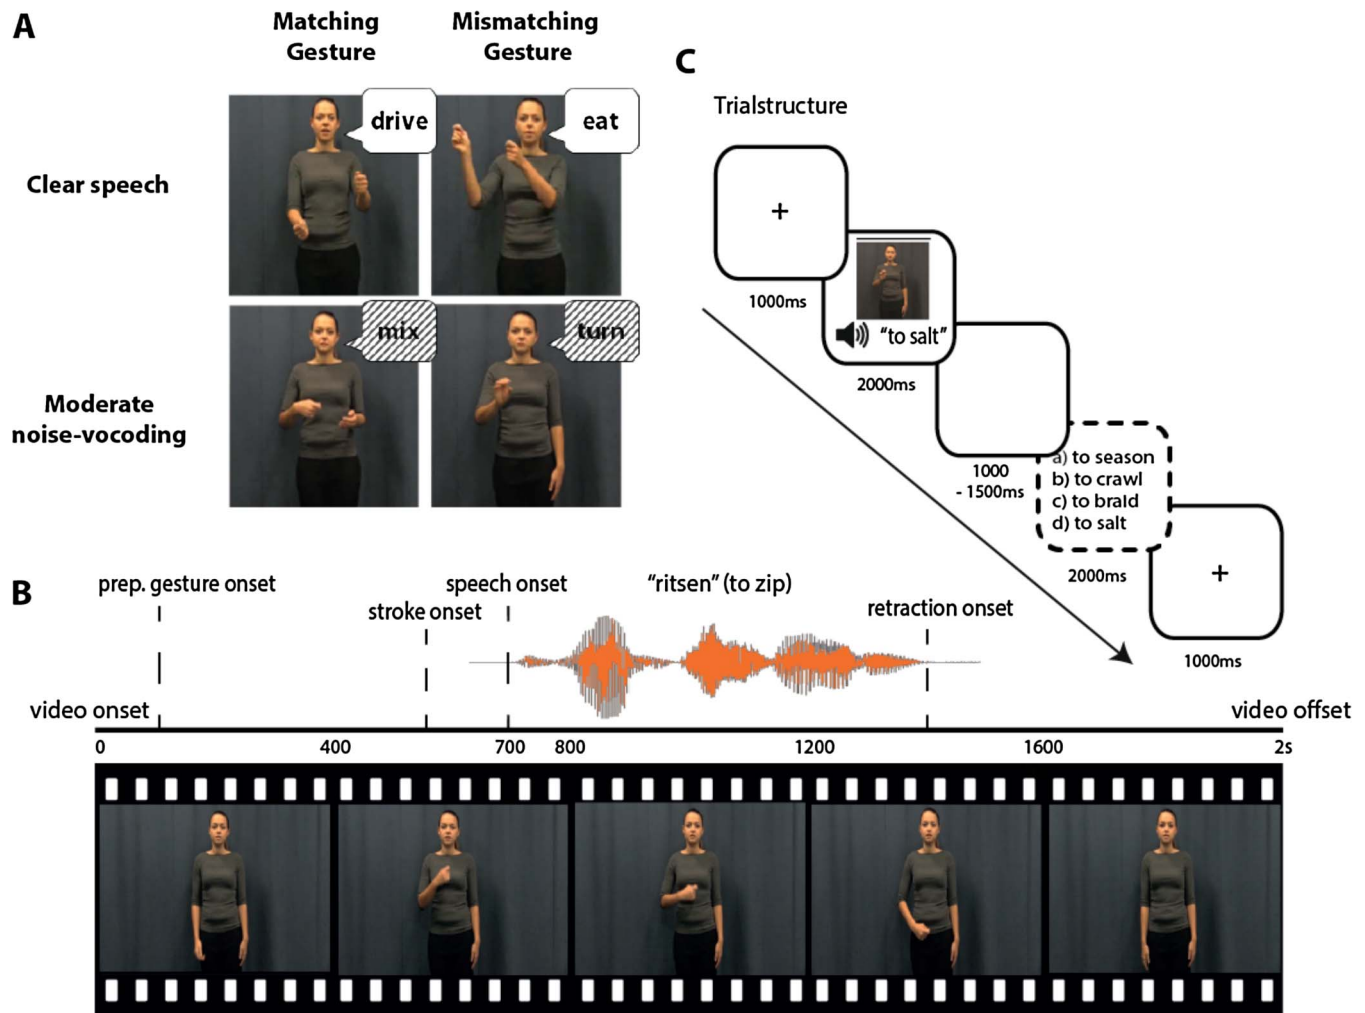 A
Matching
Gesture
Mismatching
Gesture
Clear speech
drive
eat
Moderate
noise-vocoding
mix
turn
C
Trialstructure
+
1000ms
"to salt"
2000ms
1000
- 1500ms
a) to season
b) to crawl
c) to braId
d) to salt
2000ms
+
1000ms
B
prep. gesture onset
speech onset
“ritsen” (to zip)
stroke onset
retraction onset
video onset
video offset
0 400 700 800 1200 1600 2s